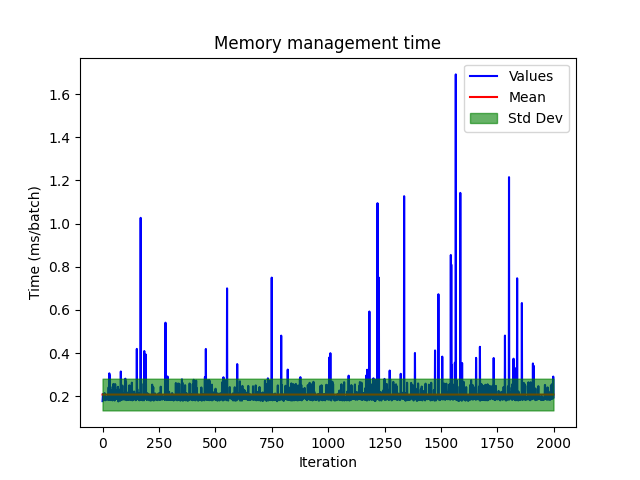 Memory management time
Values
Mean
Std Dev
Time (ms/batch)
1.6
1.4
1.2
1.0
0.8
0.6
0.4
0.2
0 250 500 750 1000 1250 1500 1750 2000
Iteration